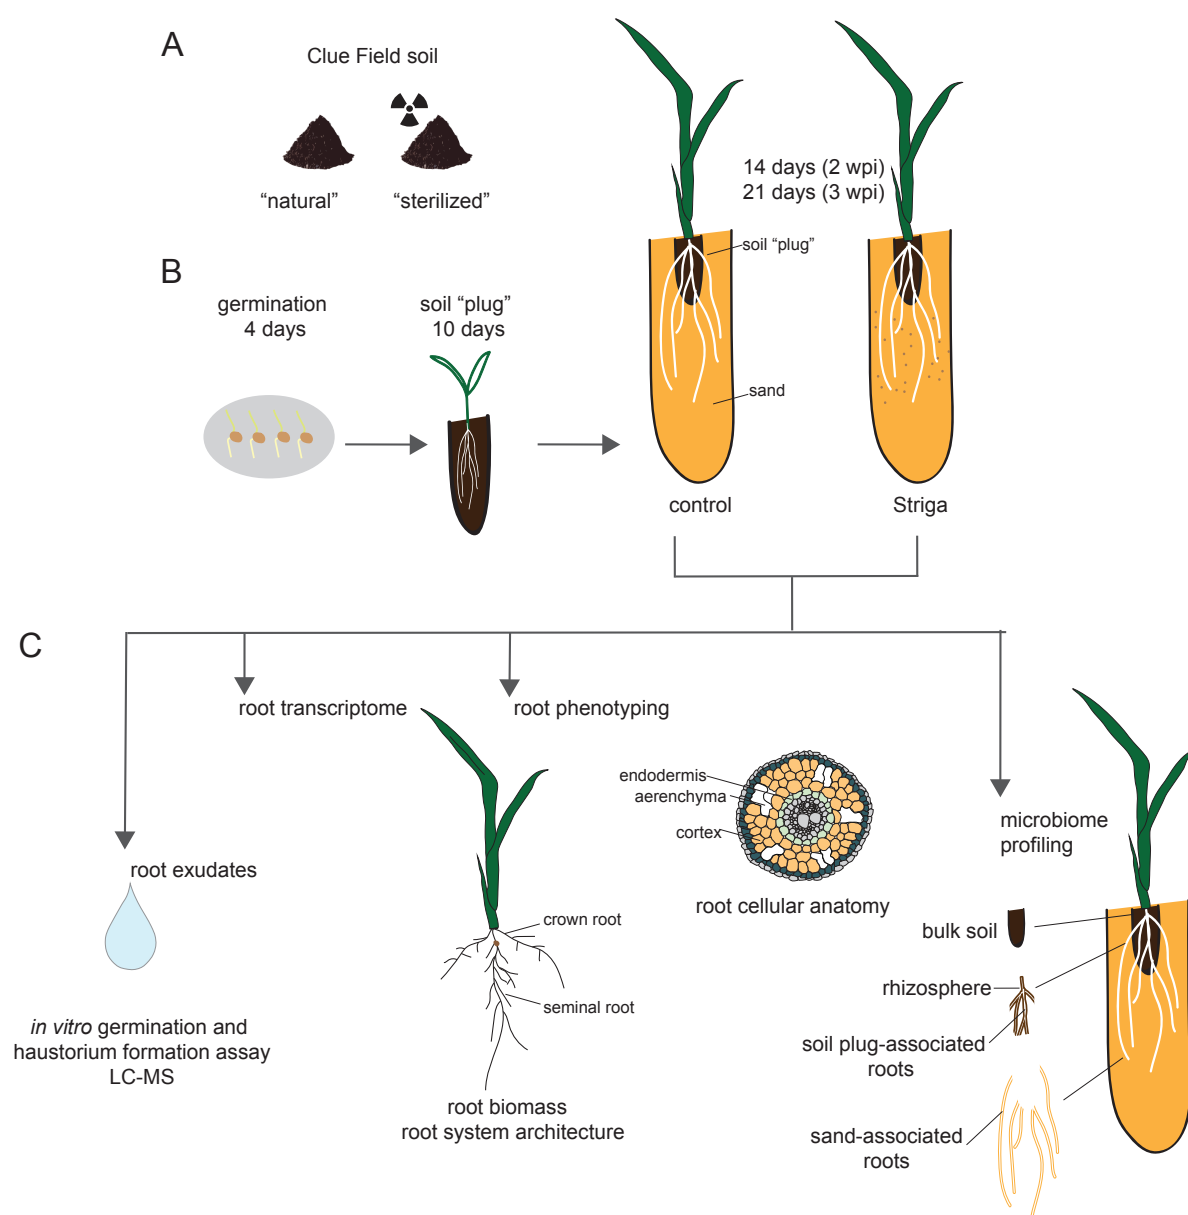 A
Clue Field soil
“natural”
“sterilized”
14 days (2 wpi)
21 days (3 wpi)
soil “plug”
sand
control
Striga
B
germination
4 days
soil “plug”
10 days
C
root transcriptome
root phenotyping
root exudates
in vitro germination and
haustorium formation assay
LC-MS
crown root
seminal root
root biomass
root system architecture
endodermis
aerenchyma
cortex
root cellular anatomy
microbiome
profiling
bulk soil
rhizosphere
soil plug-associated
roots
sand-associated
roots